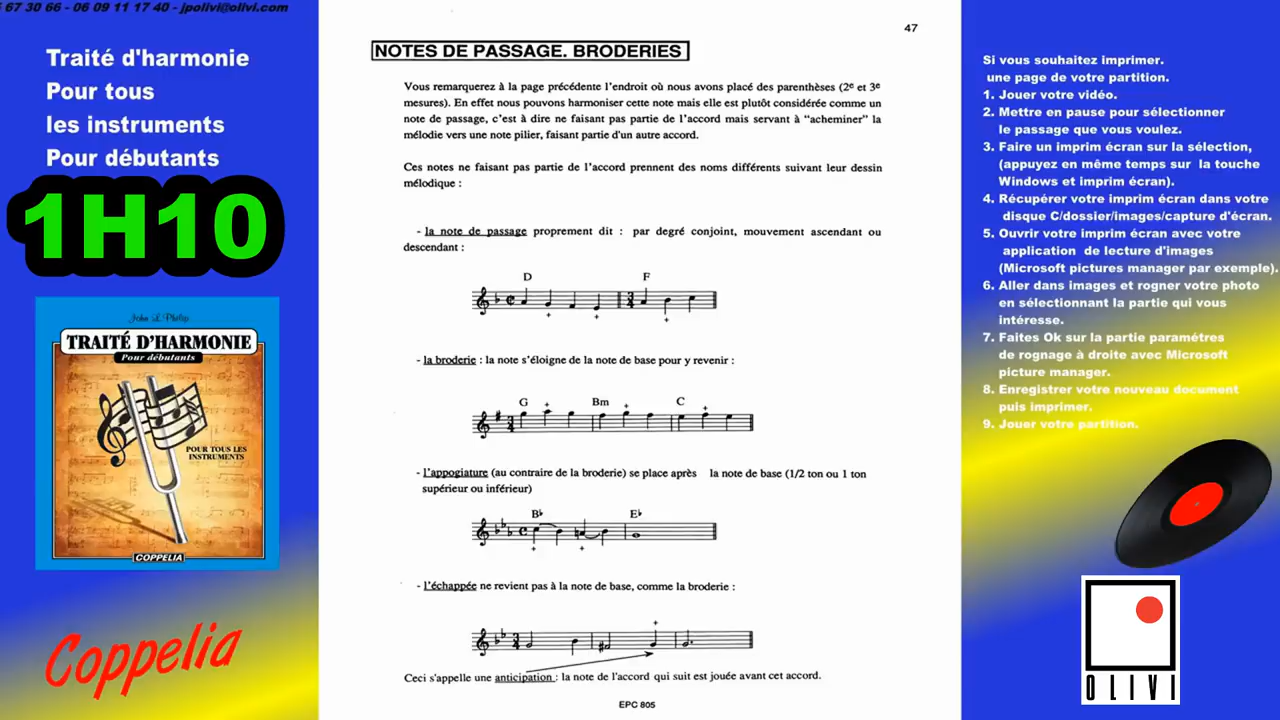 67 30 66 - 06 09 11 17 40 - jpolivi@olivi.com
Traité d'harmonie
Pour tous
les instruments
Pour débutants
1H10
John L. Philip
TRAITÉ D'HARMONIE
Pour débutants
POUR TOUS LES
INSTRUMENTS
COPPELIA
Coppelia
47
NOTES DE PASSAGE. BRODERIES
Vous remarquerez à la page précédente l'endroit où nous avons placé des parenthèses (2e et 3e
mesures). En effet nous pouvons harmoniser cette note mais elle est plutôt considérée comme un
note de passage, c'est à dire ne faisant pas partie de l'accord mais servant à "acheminer" la
mélodie vers une note pilier, faisant partie d'un autre accord.
Ces notes ne faisant pas partie de l'accord prennent des noms différents suivant leur dessin
mélodique :
- la note de passage proprement dit : par degré conjoint, mouvement ascendant ou
descendant :
D F
- la broderie : la note s'éloigne de la note de base pour y revenir :
G Bm C
- l'appogiature (au contraire de la broderie) se place après la note de base (1/2 ton ou 1 ton
supérieur ou inférieur)
B♭ E♭
- l'échappée ne revient pas à la note de base, comme la broderie :
Ceci s'appelle une anticipation : la note de l'accord qui suit est jouée avant cet accord.
EPC 805
Si vous souhaitez imprimer.
une page de votre partition.
1. Jouer votre vidéo.
2. Mettre en pause pour sélectionner
le passage que vous voulez.
3. Faire un imprim écran sur la sélection,
(appuyez en même temps sur la touche
Windows et imprim écran).
4. Récupérer votre imprim écran dans votre
disque C/dossier/images/capture d'écran.
5. Ouvrir votre imprim écran avec votre
application de lecture d'images
(Microsoft pictures manager par exemple).
6. Aller dans images et rogner votre photo
en sélectionnant la partie qui vous
intéresse.
7. Faites Ok sur la partie paramétres
de rognage à droite avec Microsoft
picture manager.
8. Enregistrer votre nouveau document
puis imprimer.
9. Jouer votre partition.
OLIVI